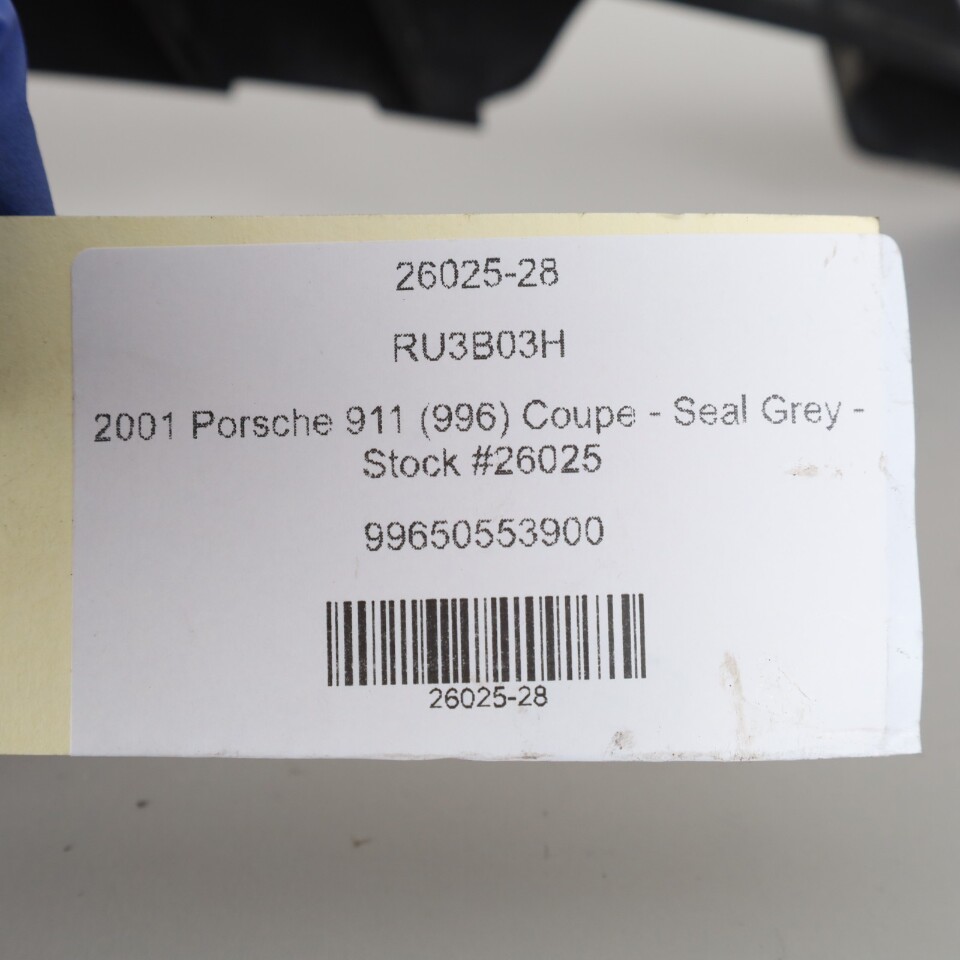 26025-28
RU3B03H
2001 Porsche 911 (996) Coupe - Seal Grey -
Stock #26025
99650553900
26025-28